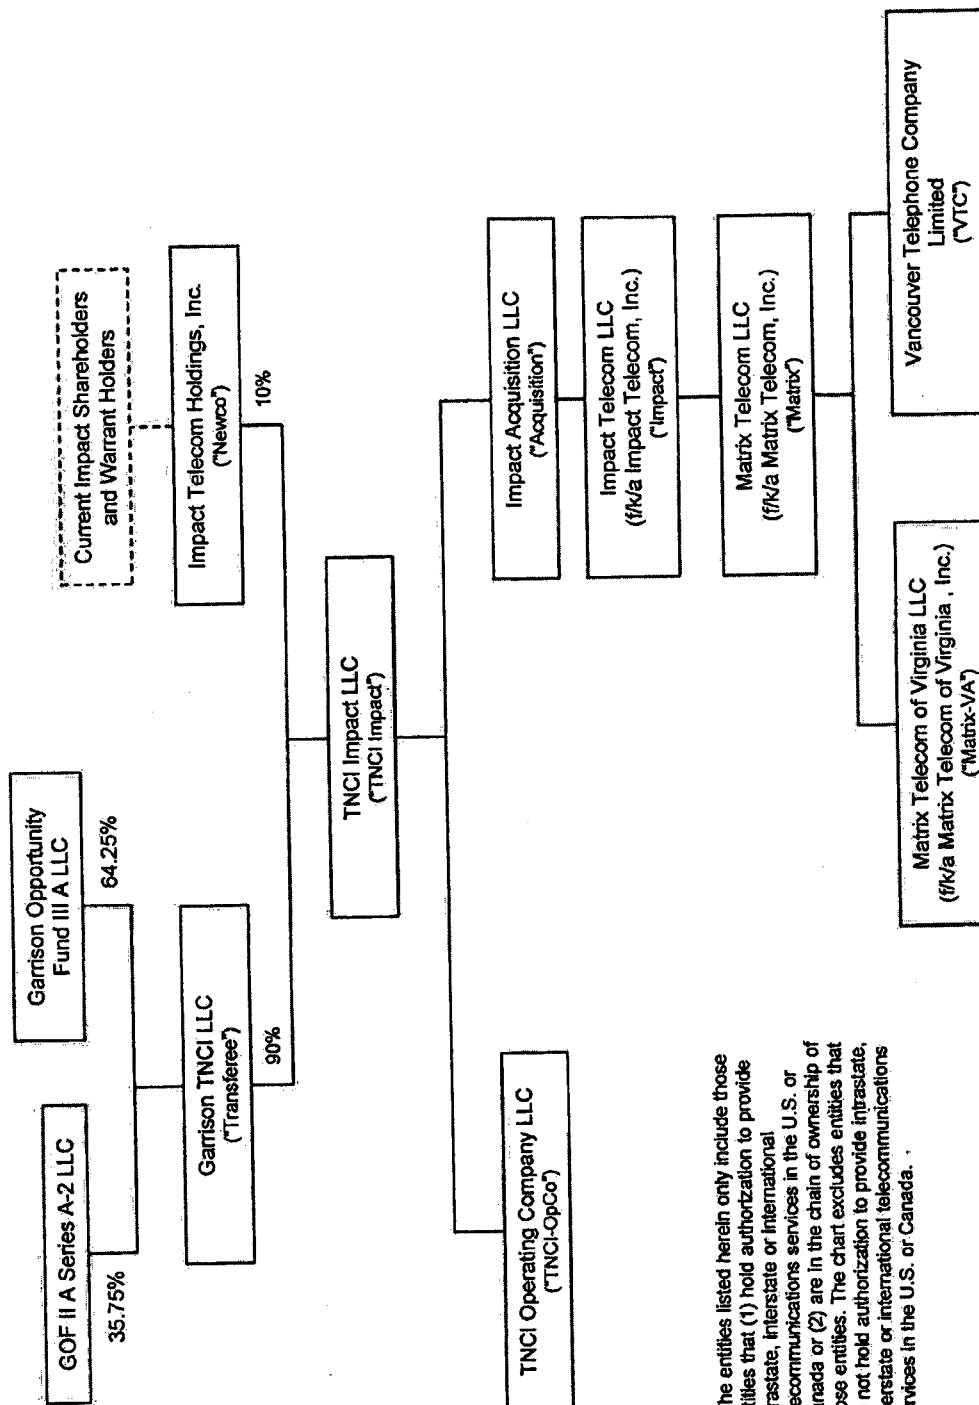 GOF II A Series A-2 LLC
35.75%
Garrison Opportunity
Fund III A LLC
64.25%
Current Impact Shareholders
and Warrant Holders
Garrison TNCI LLC
("Transferee")
90%
Impact Telecom Holdings, Inc.
("Newco")
10%
TNCI Impact LLC
("TNCI Impact")
TNCI Operating Company LLC
("TNCI-OpCo")
Impact Acquisition LLC
("Acquisition")
Impact Telecom LLC
(f/k/a Impact Telecom, Inc.)
("Impact")
Matrix Telecom LLC
(f/k/a Matrix Telecom, Inc.)
("Matrix")
Matrix Telecom of Virginia LLC
(f/k/a Matrix Telecom of Virginia , Inc.)
("Matrix-VA")
Vancouver Telephone Company
Limited
("VTC")
he entities listed herein only include those
tities that (1) hold authorization to provide
rastate, interstate or international
ecommunications services in the U.S. or
nada or (2) are in the chain of ownership of
ose entities. The chart excludes entities that
not hold authorization to provide intrastate,
erstate or international telecommunications
rvices in the U.S. or Canada.